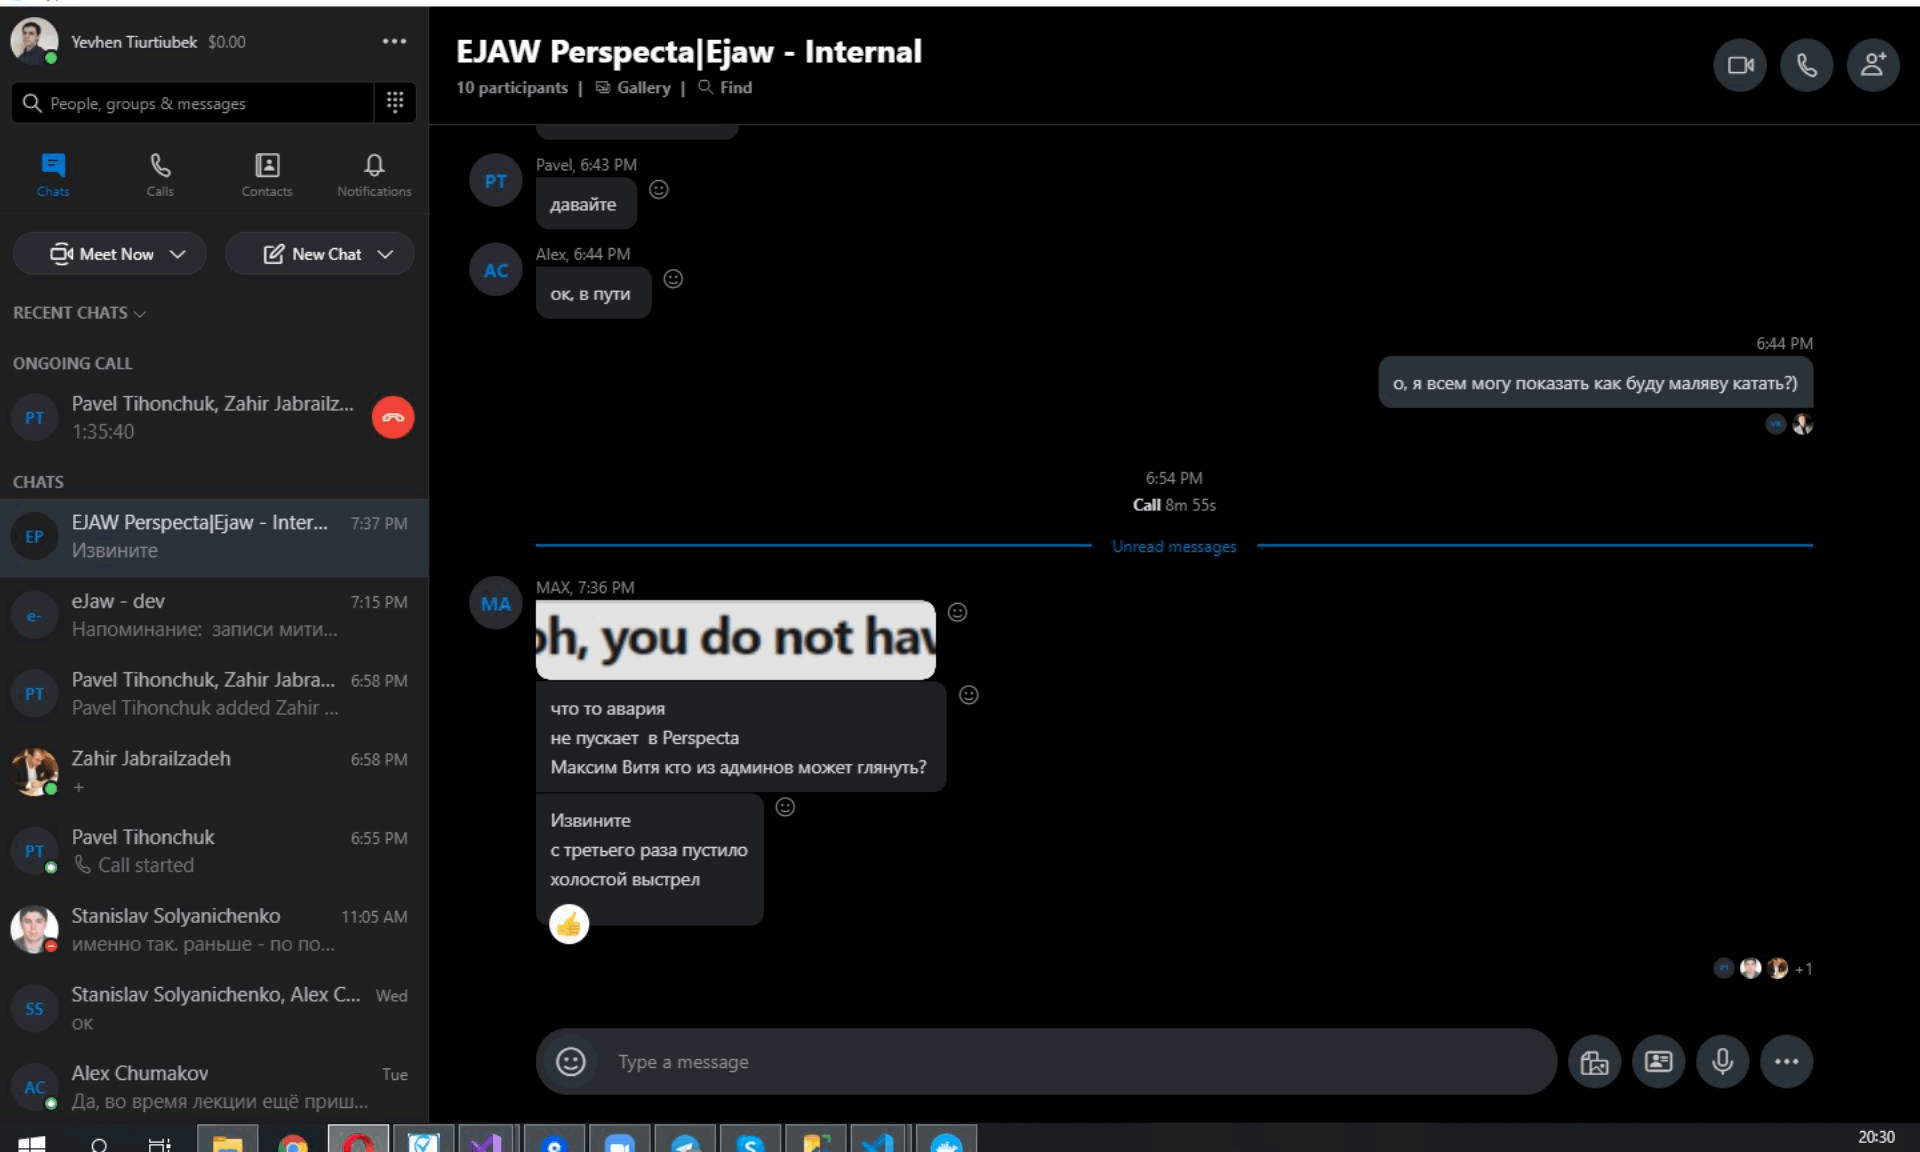 Yevhen Tiurtiubek $0.00
People, groups & messages
Chats
Calls
Contacts
Notifications
Meet Now
New Chat
RECENT CHATS
ONGOING CALL
PT
Pavel Tihonchuk, Zahir Jabrailz...
1:35:40
CHATS
EP
EJAW Perspecta|Ejaw - Inter... 7:37 PM
Извините
e-
eJaw - dev 7:15 PM
Напоминание: записи мити...
PT
Pavel Tihonchuk, Zahir Jabra... 6:58 PM
Pavel Tihonchuk added Zahir ...
Zahir Jabrailzadeh 6:58 PM
+
PT
Pavel Tihonchuk 6:55 PM
Call started
Stanislav Solyanichenko 11:05 AM
именно так. раньше - по по...
SS
Stanislav Solyanichenko, Alex C... Wed
ок
AC
Alex Chumakov Tue
Да, во время лекции ещё приш...
EJAW Perspecta|Ejaw - Internal
10 participants | Gallery | Find
PT
Pavel, 6:43 PM
давайте
AC
Alex, 6:44 PM
ок, в пути
6:44 PM
о, я всем могу показать как буду маляву катать?)
6:54 PM
Call 8m 55s
Unread messages
MA
MAX, 7:36 PM
oh, you do not hav
что то авария
не пускает в Perspecta
Максим Витя кто из админов может глянуть?
Извините
с третьего раза пустило
холостой выстрел
+1
Type a message
20:30